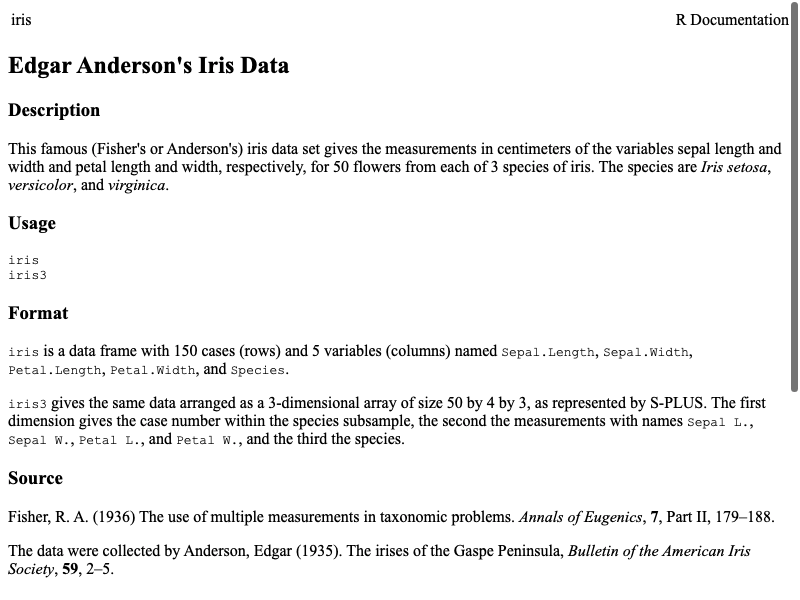 iris R Documentation
Edgar Anderson's Iris Data
Description
This famous (Fisher's or Anderson's) iris data set gives the measurements in centimeters of the variables sepal length and
width and petal length and width, respectively, for 50 flowers from each of 3 species of iris. The species are Iris setosa,
versicolor, and virginica.
Usage
iris
iris3
Format
iris is a data frame with 150 cases (rows) and 5 variables (columns) named Sepal.Length, Sepal.Width,
Petal.Length, Petal.Width, and Species.
iris3 gives the same data arranged as a 3-dimensional array of size 50 by 4 by 3, as represented by S-PLUS. The first
dimension gives the case number within the species subsample, the second the measurements with names Sepal L.,
Sepal W., Petal L., and Petal W., and the third the species.
Source
Fisher, R. A. (1936) The use of multiple measurements in taxonomic problems. Annals of Eugenics, 7, Part II, 179–188.
The data were collected by Anderson, Edgar (1935). The irises of the Gaspe Peninsula, Bulletin of the American Iris
Society, 59, 2–5.